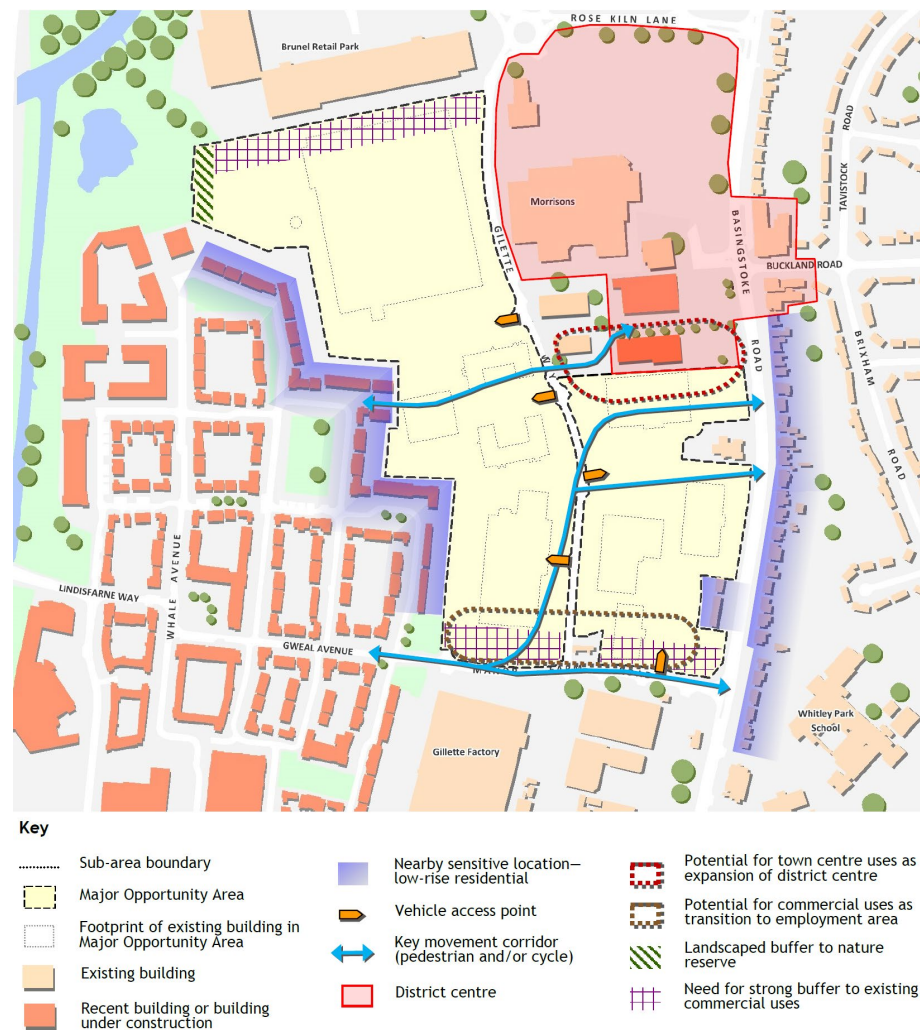 ROSE KILN LANE
Brunel Retail Park
TAVISTOCK ROAD
Morrisons
GILETTE
BASINGSTOKE ROAD
BUCKLAND ROAD
BRIXHAM ROAD
WHALE AVENUE
LINDISFARNE WAY
GWEAL AVENUE
Gillette Factory
Whitley Park
School
Key
Sub-area boundary
Major Opportunity Area
Footprint of existing building in
Major Opportunity Area
Existing building
Recent building or building
under construction
Nearby sensitive location—
low-rise residential
Vehicle access point
Key movement corridor
(pedestrian and/or cycle)
District centre
Potential for town centre uses as
expansion of district centre
Potential for commercial uses as
transition to employment area
Landscaped buffer to nature
reserve
Need for strong buffer to existing
commercial uses